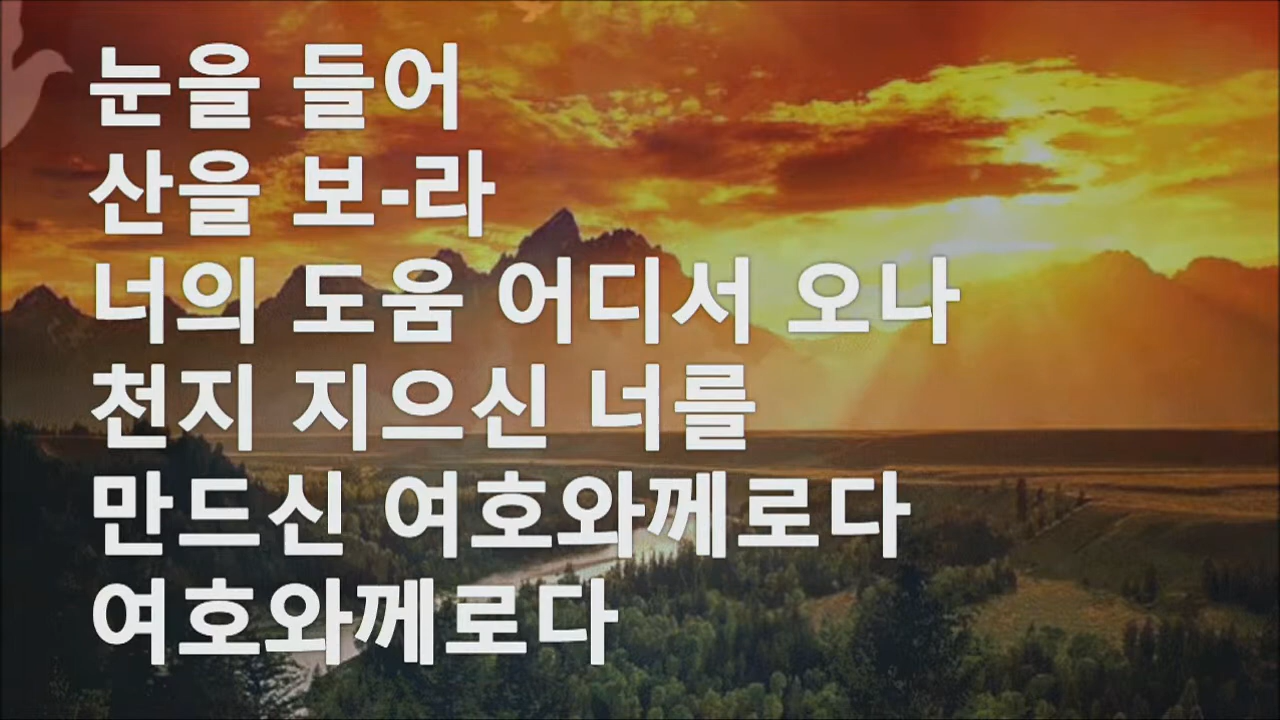 눈을 들어
산을 보-라
너의 도움 어디서 오나
천지 지으신 너를
만드신 여호와께로다
여호와께로다